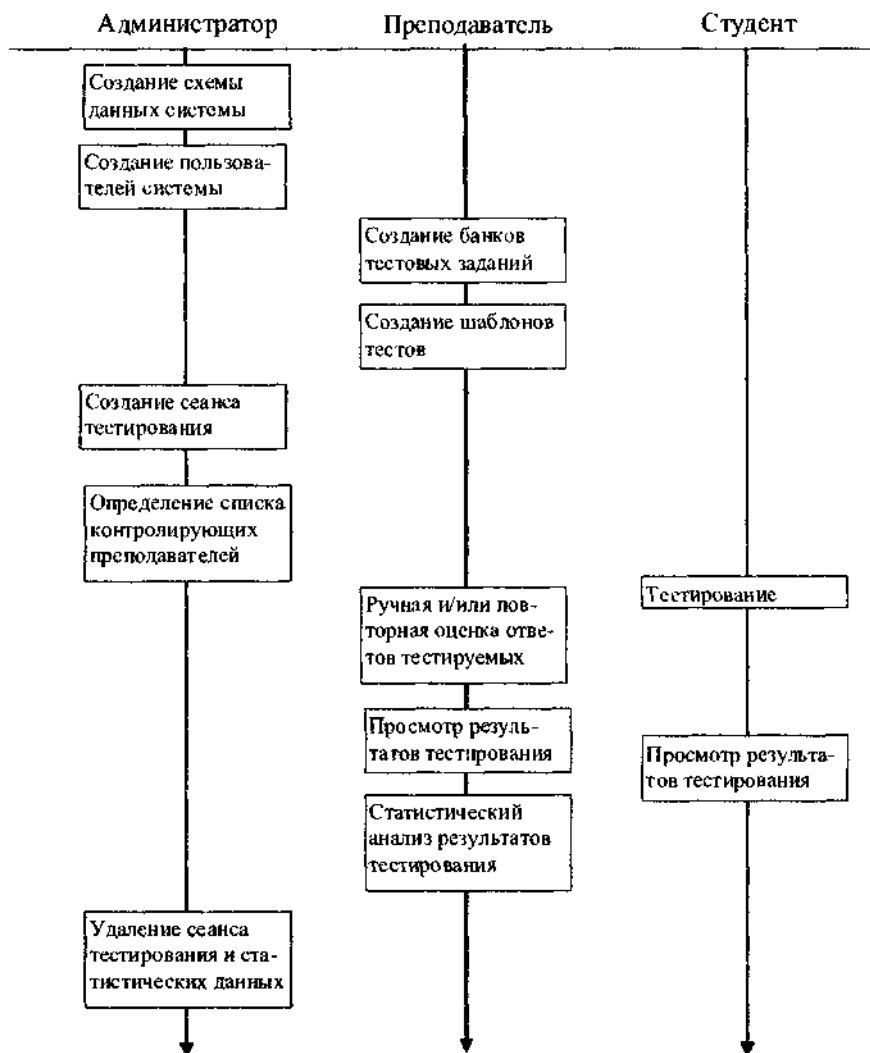 Администратор
Преподаватель
Студент
Создание схемы
данных системы
Создание пользова-
телей системы
Создание банков
тестовых заданий
Создание шаблонов
тестов
Создание сеанса
тестирования
Определение списка
контролирующих
преподавателей
Тестирование
Ручная и/или пов-
торная оценка отве-
тов тестируемых
Просмотр резуль-
татов тестирования
Просмотр результа-
тов тестирования
Статистический
анализ результатов
тестирования
Удаление сеанса
тестирования и ста-
тистических данных